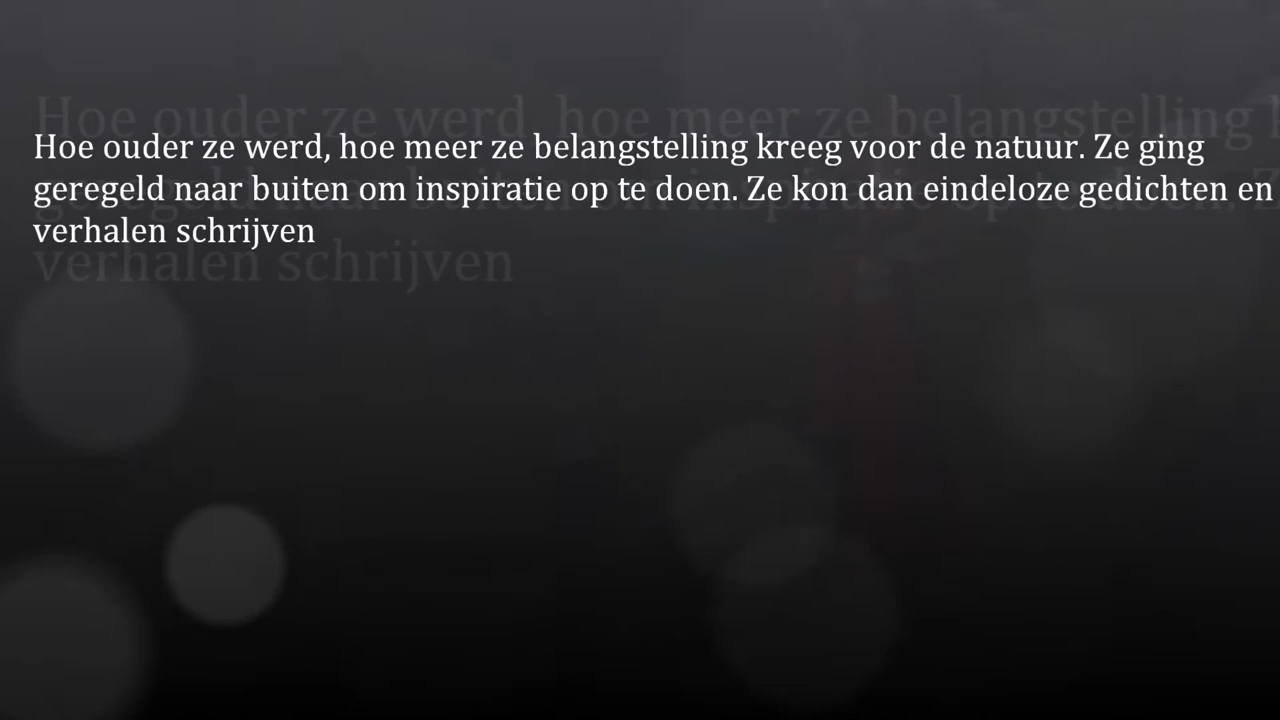 Hoe ouder ze werd, hoe meer ze belangstelling kreeg voor de natuur. Ze ging
geregeld naar buiten om inspiratie op te doen. Ze kon dan eindeloze gedichten en
verhalen schrijven